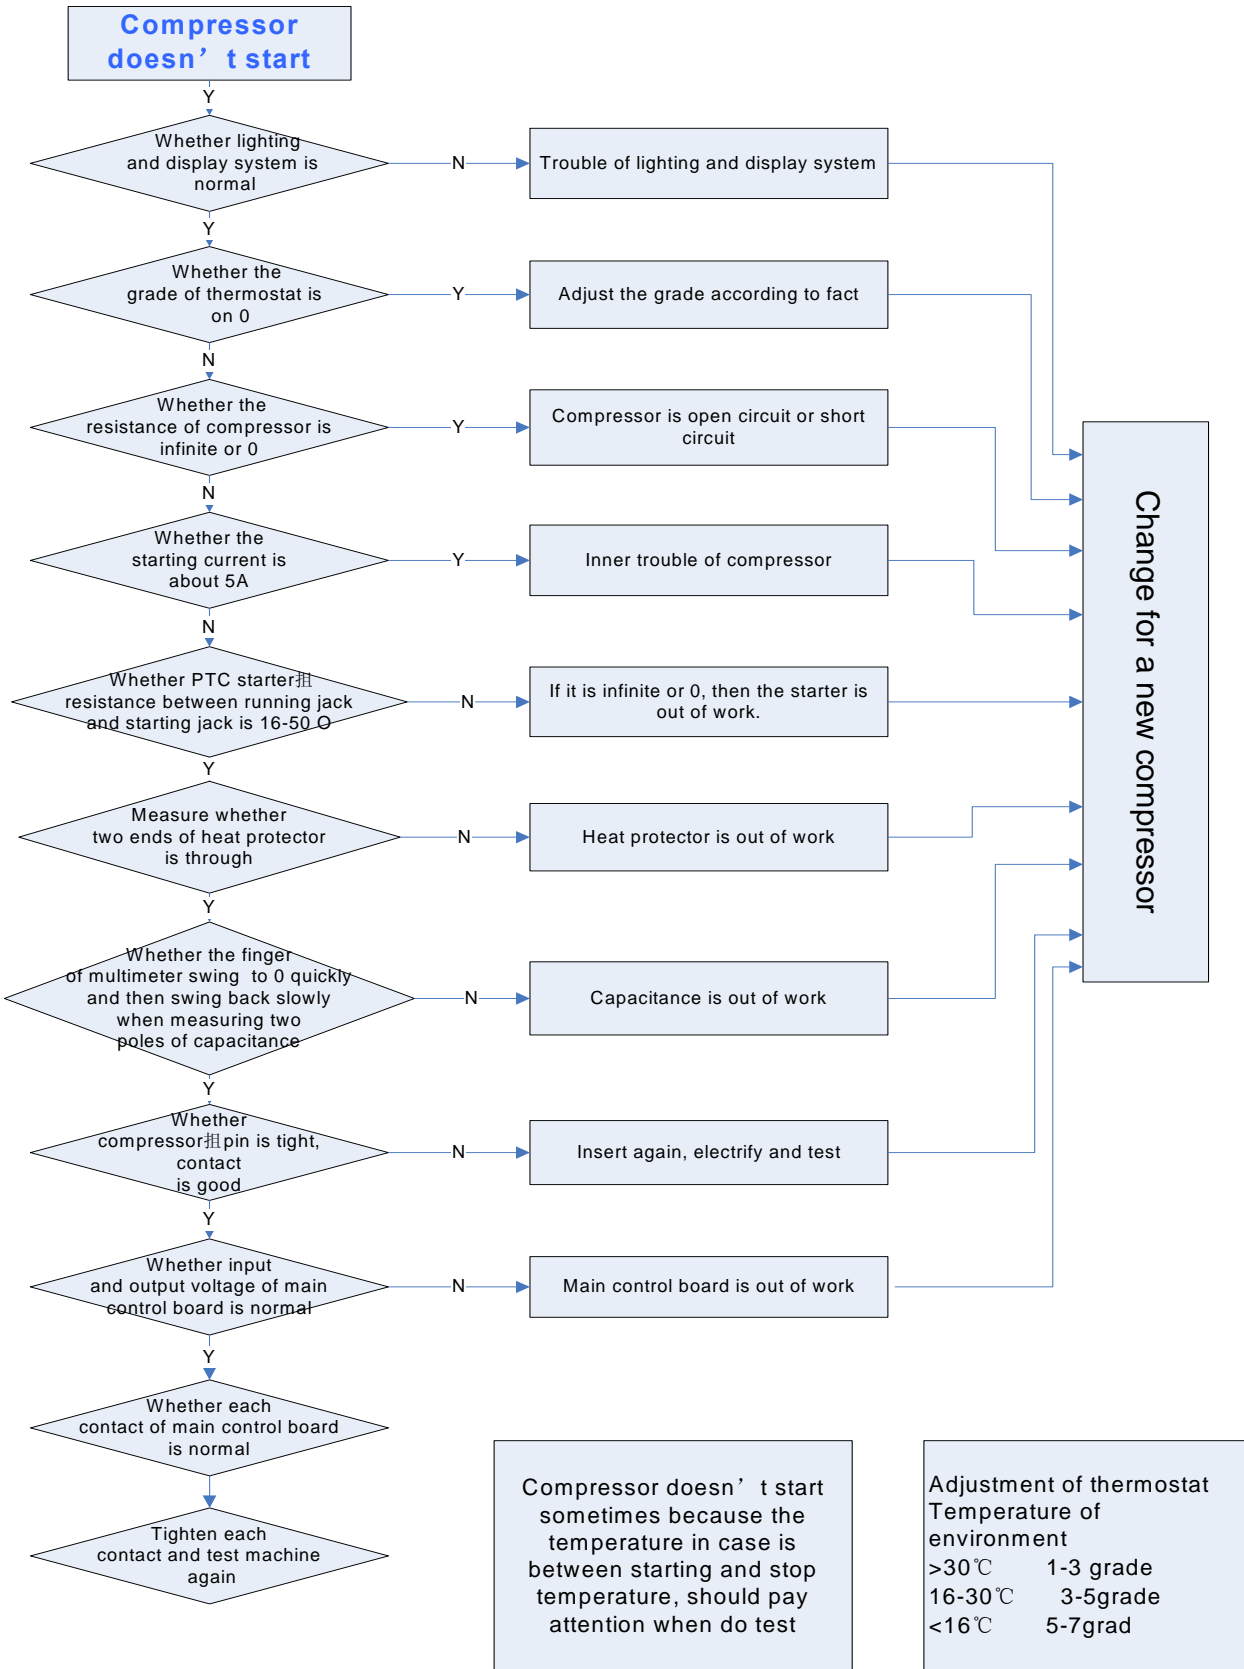 Compressor
doesn’ t start
Y
Whether lighting
and display system is
normal
N
Trouble of lighting and display system
Y
Whether the
grade of thermostat is
on 0
Y
Adjust the grade according to fact
N
Whether the
resistance of compressor is
infinite or 0
Y
Compressor is open circuit or short
circuit
N
Whether the
starting current is
about 5A
Y
Inner trouble of compressor
N
Whether PTC starter抯
resistance between running jack
and starting jack is 16-50 O
N
If it is infinite or 0, then the starter is
out of work.
Y
Measure whether
two ends of heat protector
is through
N
Heat protector is out of work
Y
Whether the finger
of multimeter swing  to 0 quickly
and then swing back slowly
when measuring two
poles of capacitance
N
Capacitance is out of work
Y
Whether
compressor抯pin is tight,
contact
is good
N
Insert again, electrify and test
Y
Whether input
and output voltage of main
control board is normal
N
Main control board is out of work
Y
Whether each
contact of main control board
is normal
Tighten each
contact and test machine
again
Change for a new compressor
Compressor doesn’ t start
sometimes because the
temperature in case is
between starting and stop
temperature, should pay
attention when do test
Adjustment of thermostat
Temperature of
environment
>30℃ 1-3 grade
16-30℃ 3-5grade
<16℃ 5-7grad